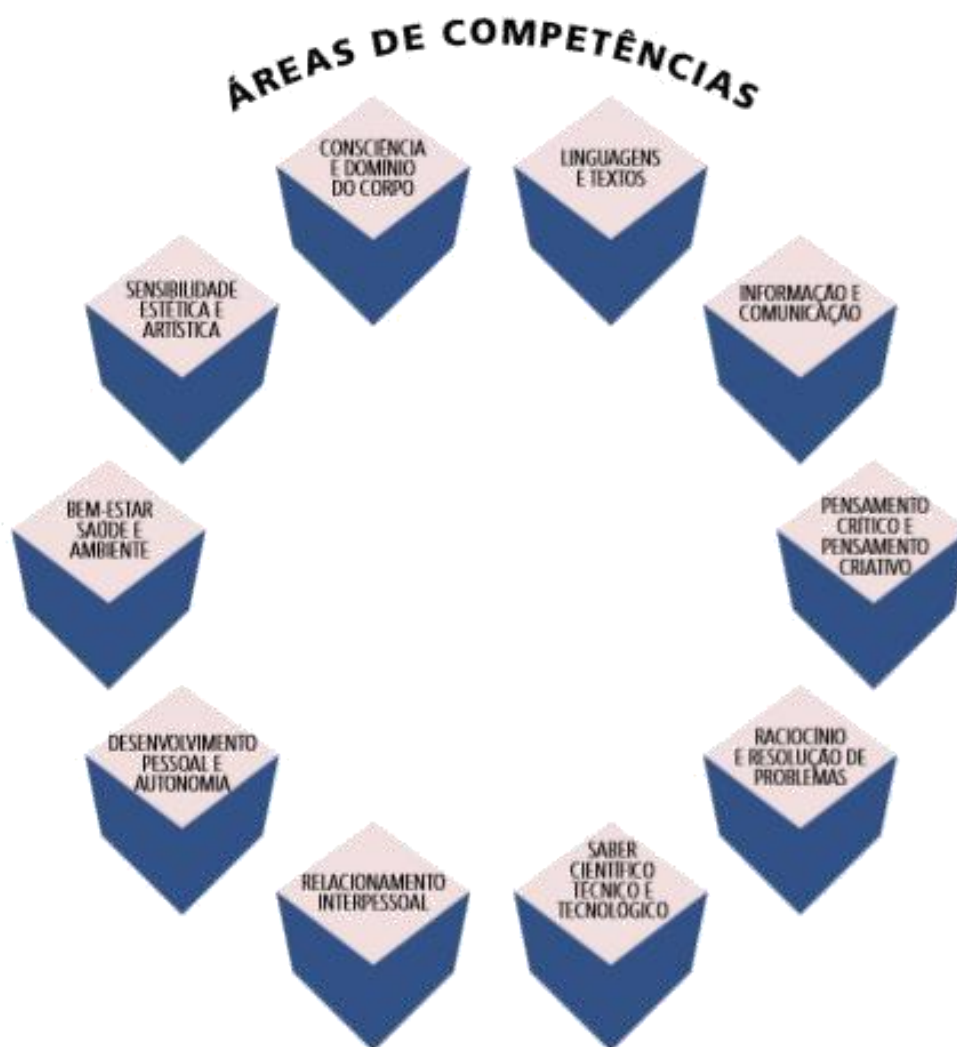 ÁREAS DE COMPETÊNCIAS
CONSCIÊNCIA
E DOMÍNIO
DO CORPO
LINGUAGENS
E TEXTOS
SENSIBILIDADE
ESTÉTICA E
ARTÍSTICA
INFORMAÇÃO E
COMUNICAÇÃO
BEM-ESTAR
SAÚDE E
AMBIENTE
PENSAMENTO
CRÍTICO E
PENSAMENTO
CRIATIVO
DESENVOLVIMENTO
PESSOAL E
AUTONOMIA
RACIOCÍNIO
E RESOLUÇÃO DE
PROBLEMAS
RELACIONAMENTO
INTERPESSOAL
SABER
CIENTÍFICO
TÉCNICO E
TECNOLÓGICO